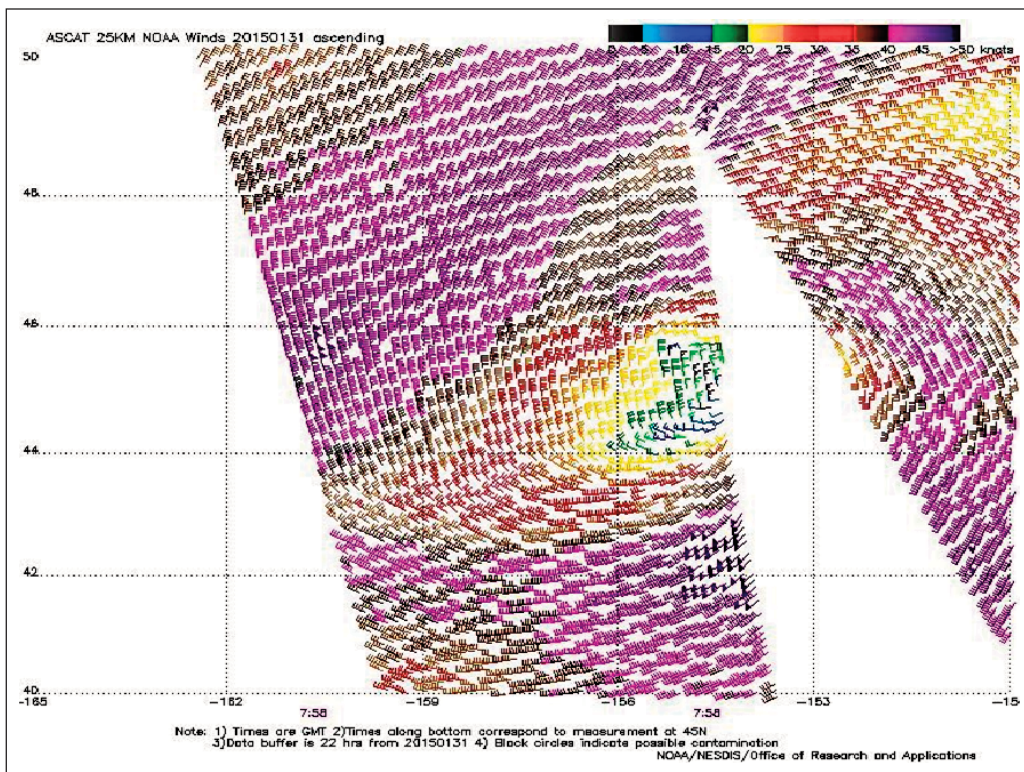 ASCAT 25KM NOAA Winds 20150131 ascending
0 5 10 15 20 25 30 35 40 45 >50 knots
50
48
46
44
42
40
-165 -162 -159 -156 -153 -15
7:58 7:58
Note: 1) Times are GMT 2)Times along bottom correspond to measurement at 45N
3)Data buffer is 22 hrs from 20150131 4) Black circles indicate possible contamination
NOAA/NESDIS/Office of Research and Applications